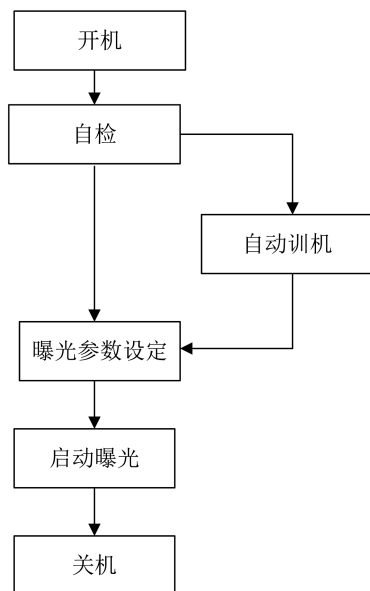 开机
自检
自动训机
曝光参数设定
启动曝光
关机